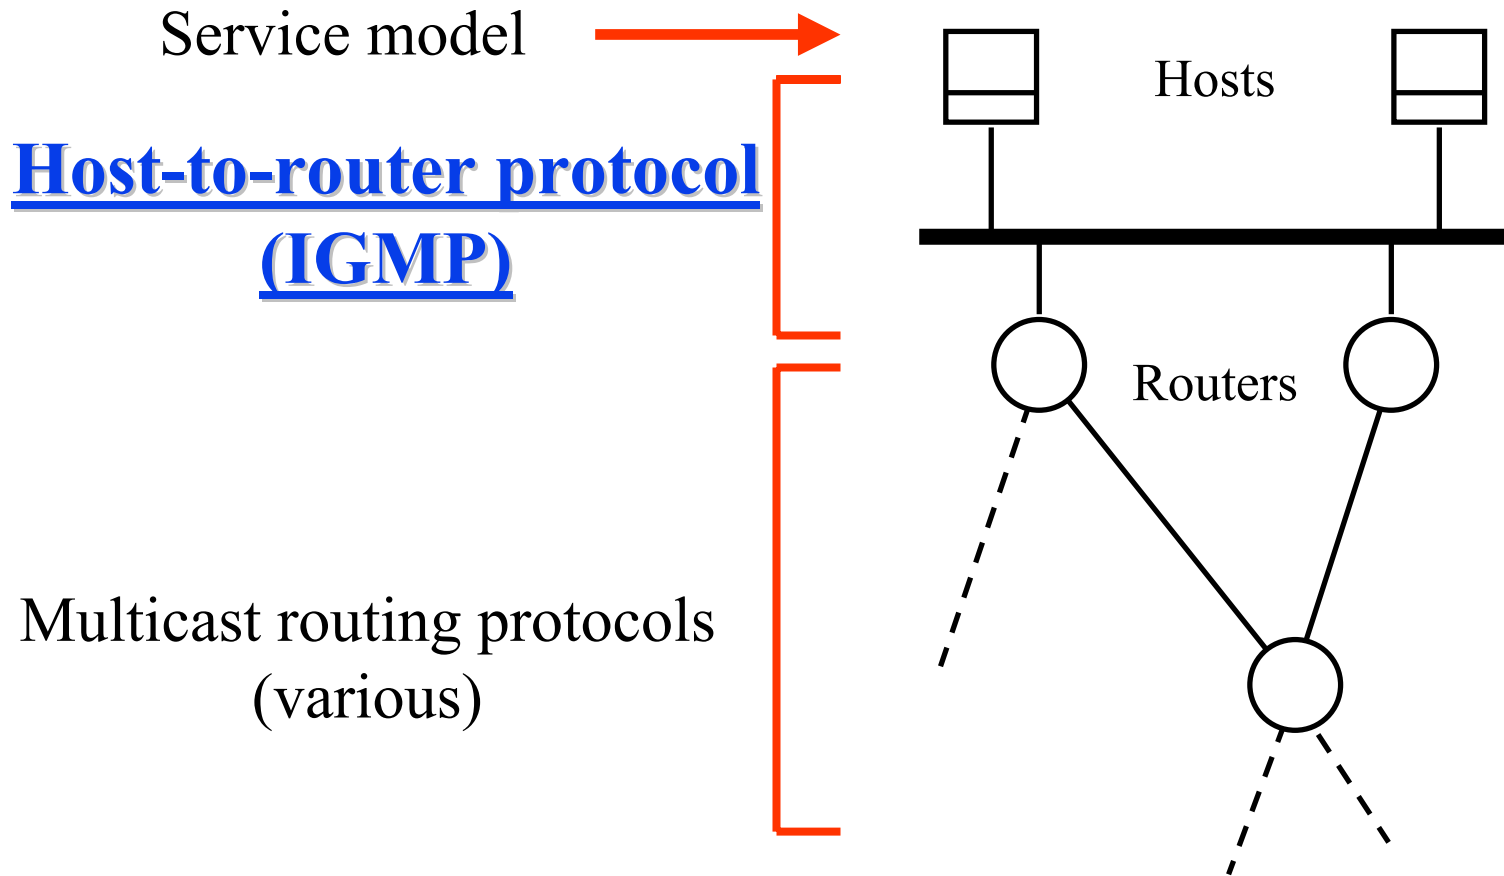 Service model
Hosts
Host-to-router protocol
(IGMP)
Routers
Multicast routing protocols
(various)